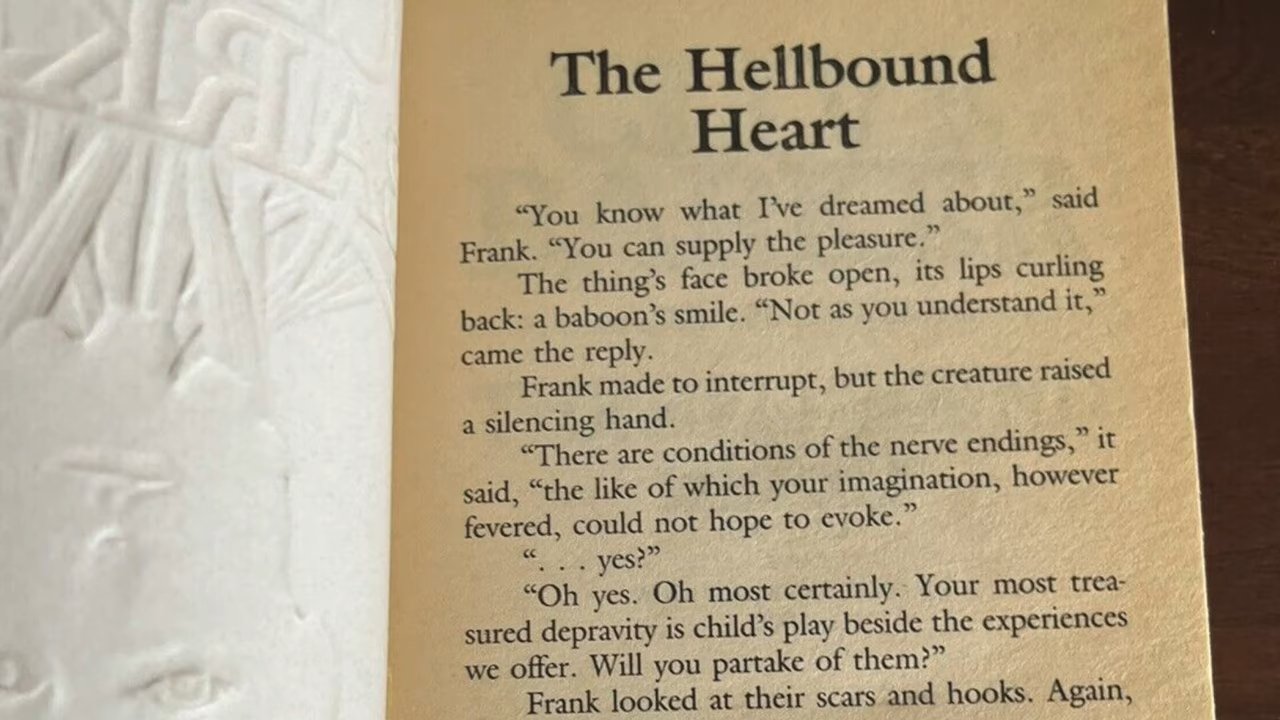 The Hellbound
Heart
“You know what I’ve dreamed about,” said
Frank. “You can supply the pleasure.”
The thing’s face broke open, its lips curling
back: a baboon’s smile. “Not as you understand it,”
came the reply.
Frank made to interrupt, but the creature raised
a silencing hand.
“There are conditions of the nerve endings,” it
said, “the like of which your imagination, however
fevered, could not hope to evoke.”
“. . . yes?”
“Oh yes. Oh most certainly. Your most trea-
sured depravity is child’s play beside the experiences
we offer. Will you partake of them?”
Frank looked at their scars and hooks. Again,